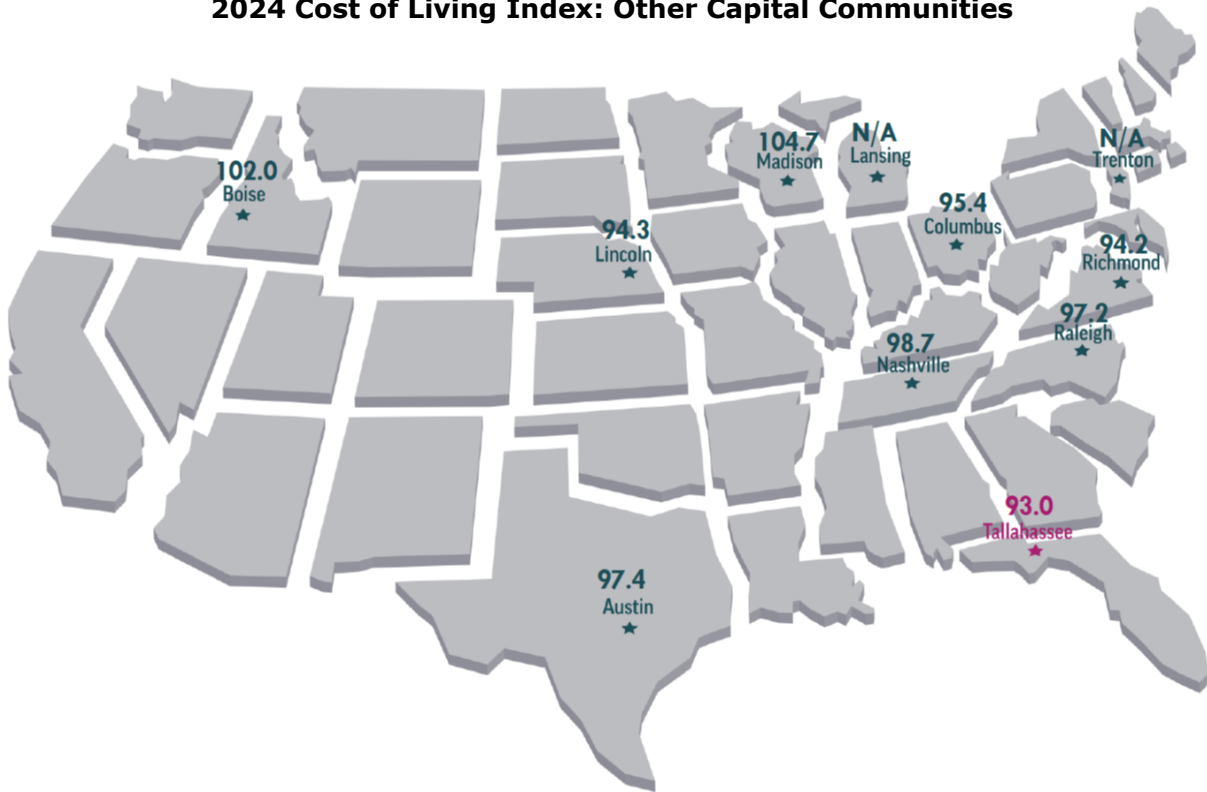 2024 Cost of Living Index: Other Capital Communities
104.7
Madison
N/A
Lansing
N/A
Trenton
102.0
Boise
95.4
Columbus
94.3
Lincoln
94.2
Richmond
97.2
Raleigh
98.7
Nashville
93.0
Tallahassee
97.4
Austin